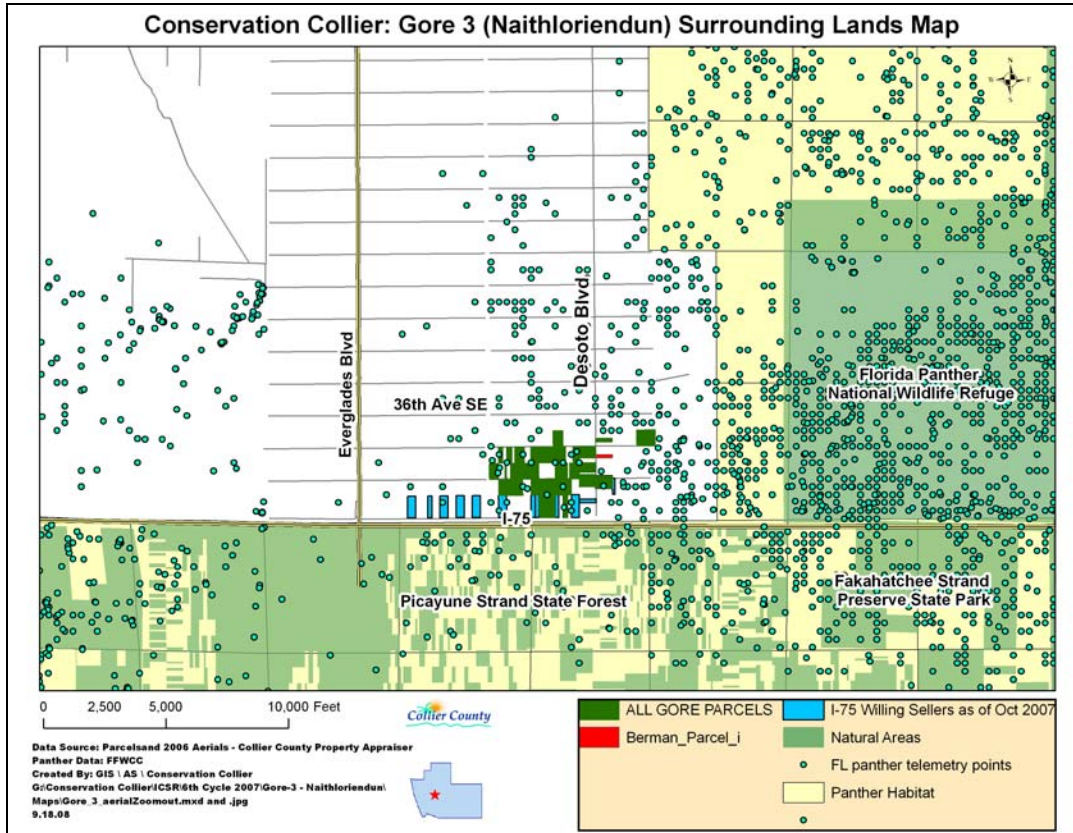 Conservation Collier: Gore 3 (Naithloriendun) Surrounding Lands Map
N
W E
S
Everglades Blvd
Desoto Blvd,
36th Ave SE
Florida Panther
National Wildlife Refuge
I-75
Picayune Strand State Forest
Fakahatchee Strand
Preserve State Park
0 2,500 5,000 10,000 Feet
Collier County
Data Source: Parcelsand 2006 Aerials - Collier County Property Appraiser
Panther Data: FFWCC
Created By: GIS \ AS \ Conservation Collier
G:\Conservation Collier\ICSR\6th Cycle 2007\Gore-3 - Naithloriendun\
Maps\Gore_3_aerialZoomout.mxd and .jpg
9.18.08
ALL GORE PARCELS
Berman_Parcel_i
I-75 Willing Sellers as of Oct 2007
Natural Areas
FL panther telemetry points
Panther Habitat